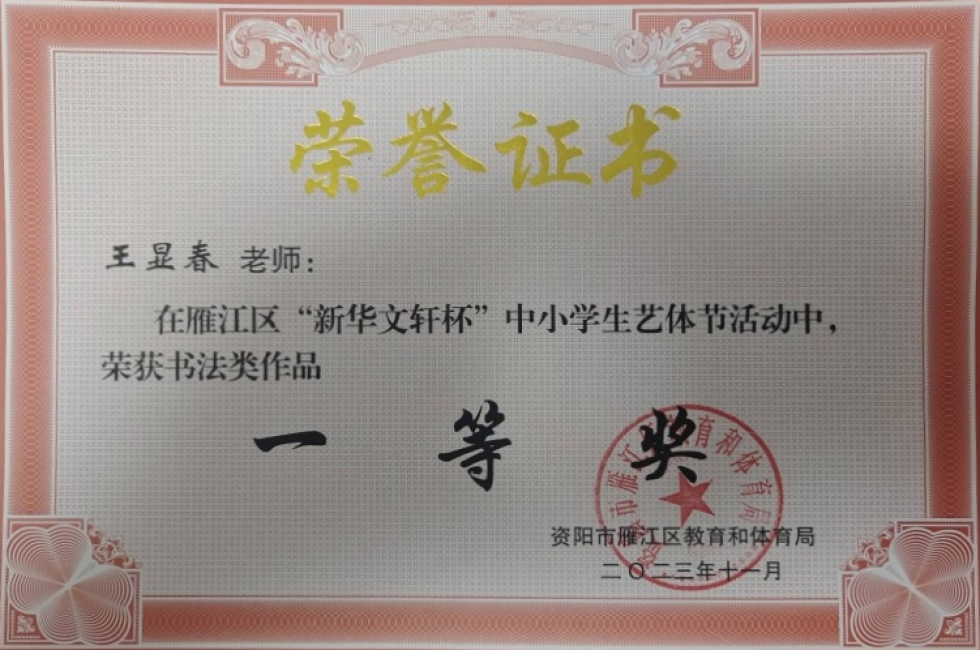 荣誉证书
王显春 老师：
在雁江区“新华文轩杯”中小学生艺体节活动中，
荣获书法类作品
一等奖
资阳市雁江区教育和体育局
二〇二三年十一月